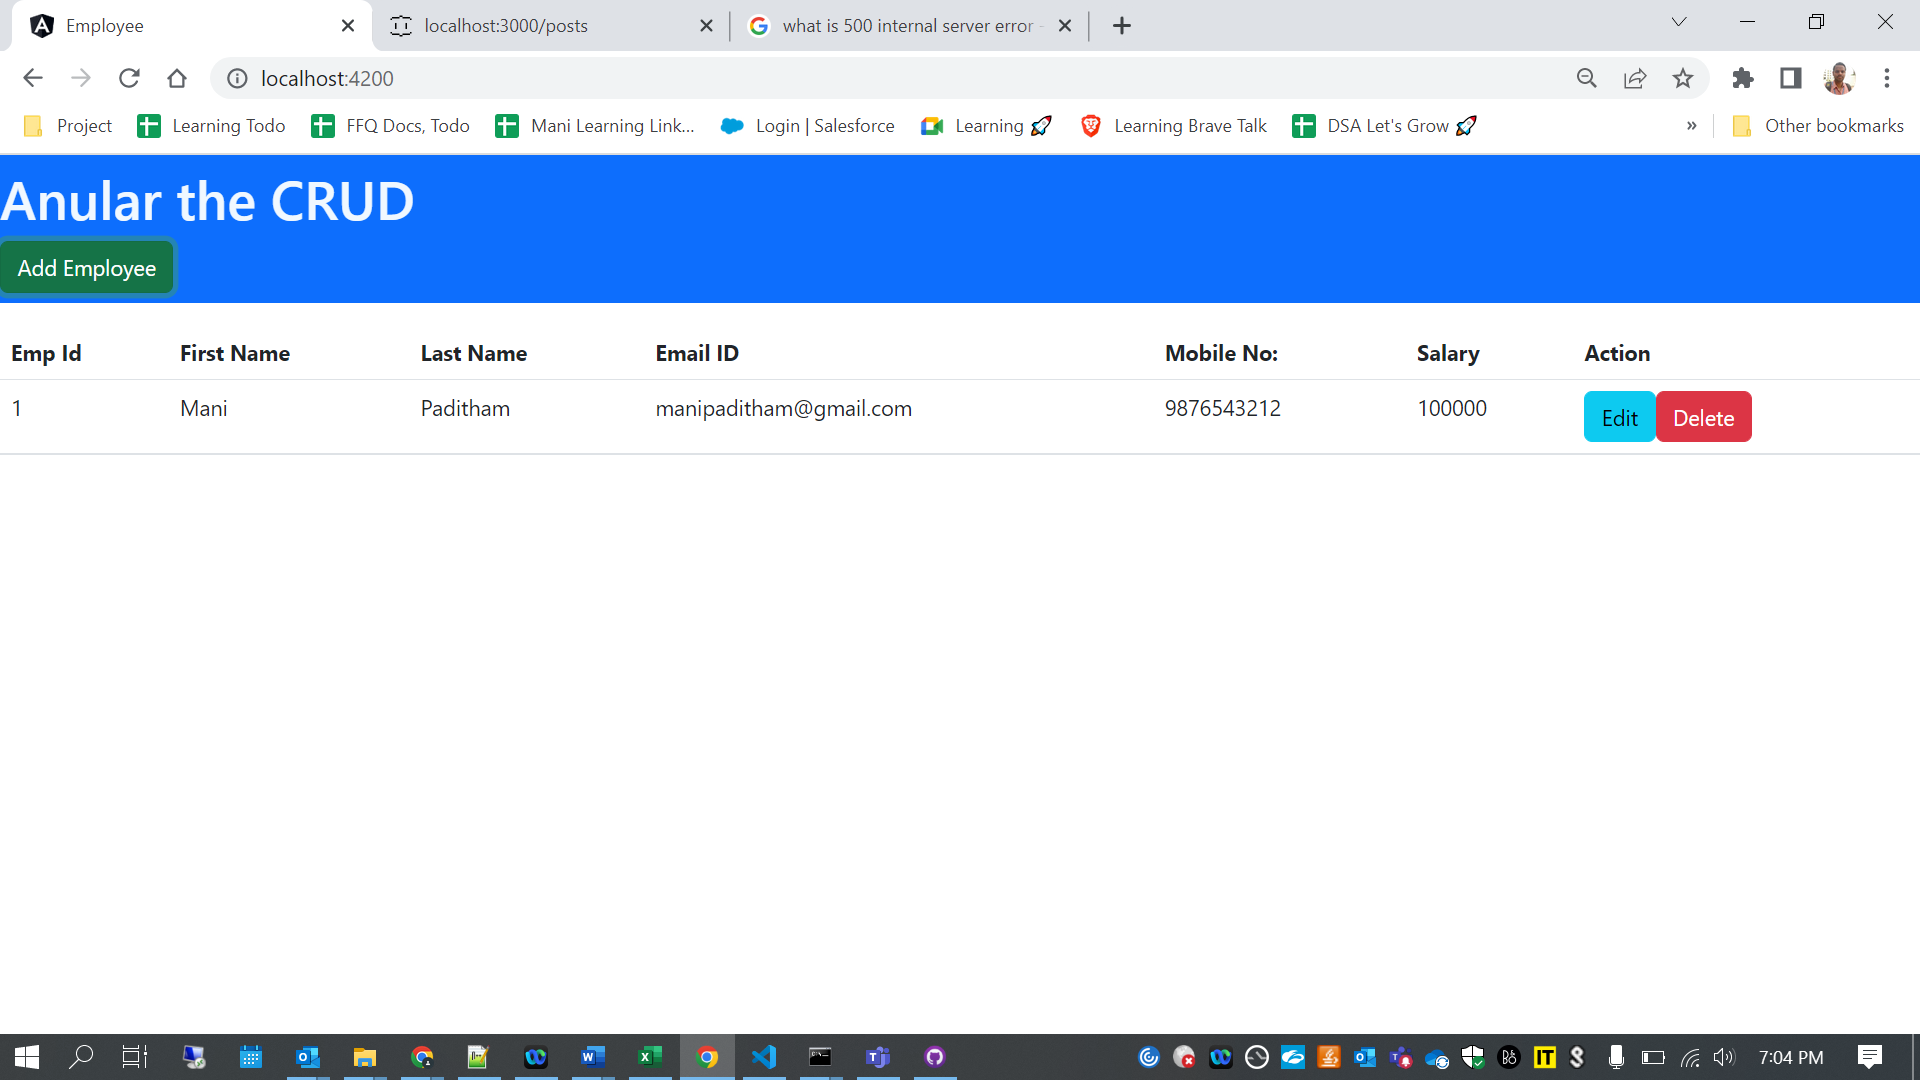 Employee
localhost:3000/posts
what is 500 internal server error -
localhost:4200
Project Learning Todo FFQ Docs, Todo Mani Learning Link... Login | Salesforce Learning 🚀 Learning Brave Talk DSA Let's Grow 🚀 » Other bookmarks
Anular the CRUD
Add Employee
Emp Id First Name Last Name Email ID Mobile No: Salary Action
1 Mani Paditham manipaditham@gmail.com 9876543212 100000 Edit Delete
7:04 PM